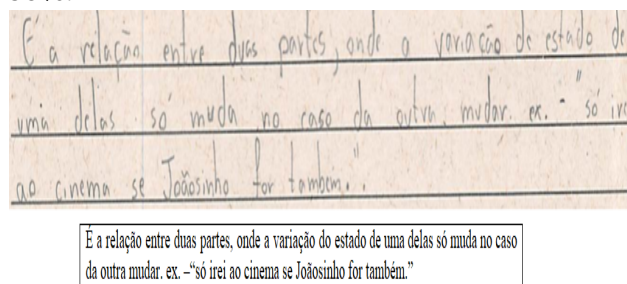 É a relação entre duas partes, onde a variação de estado de
uma delas só muda no caso da outra mudar. ex. - "só irei
ao cinema se Joãosinho for tambem.".
É a relação entre duas partes, onde a variação do estado de uma delas só muda no caso
da outra mudar. ex. –“só irei ao cinema se Joãosinho for também.”